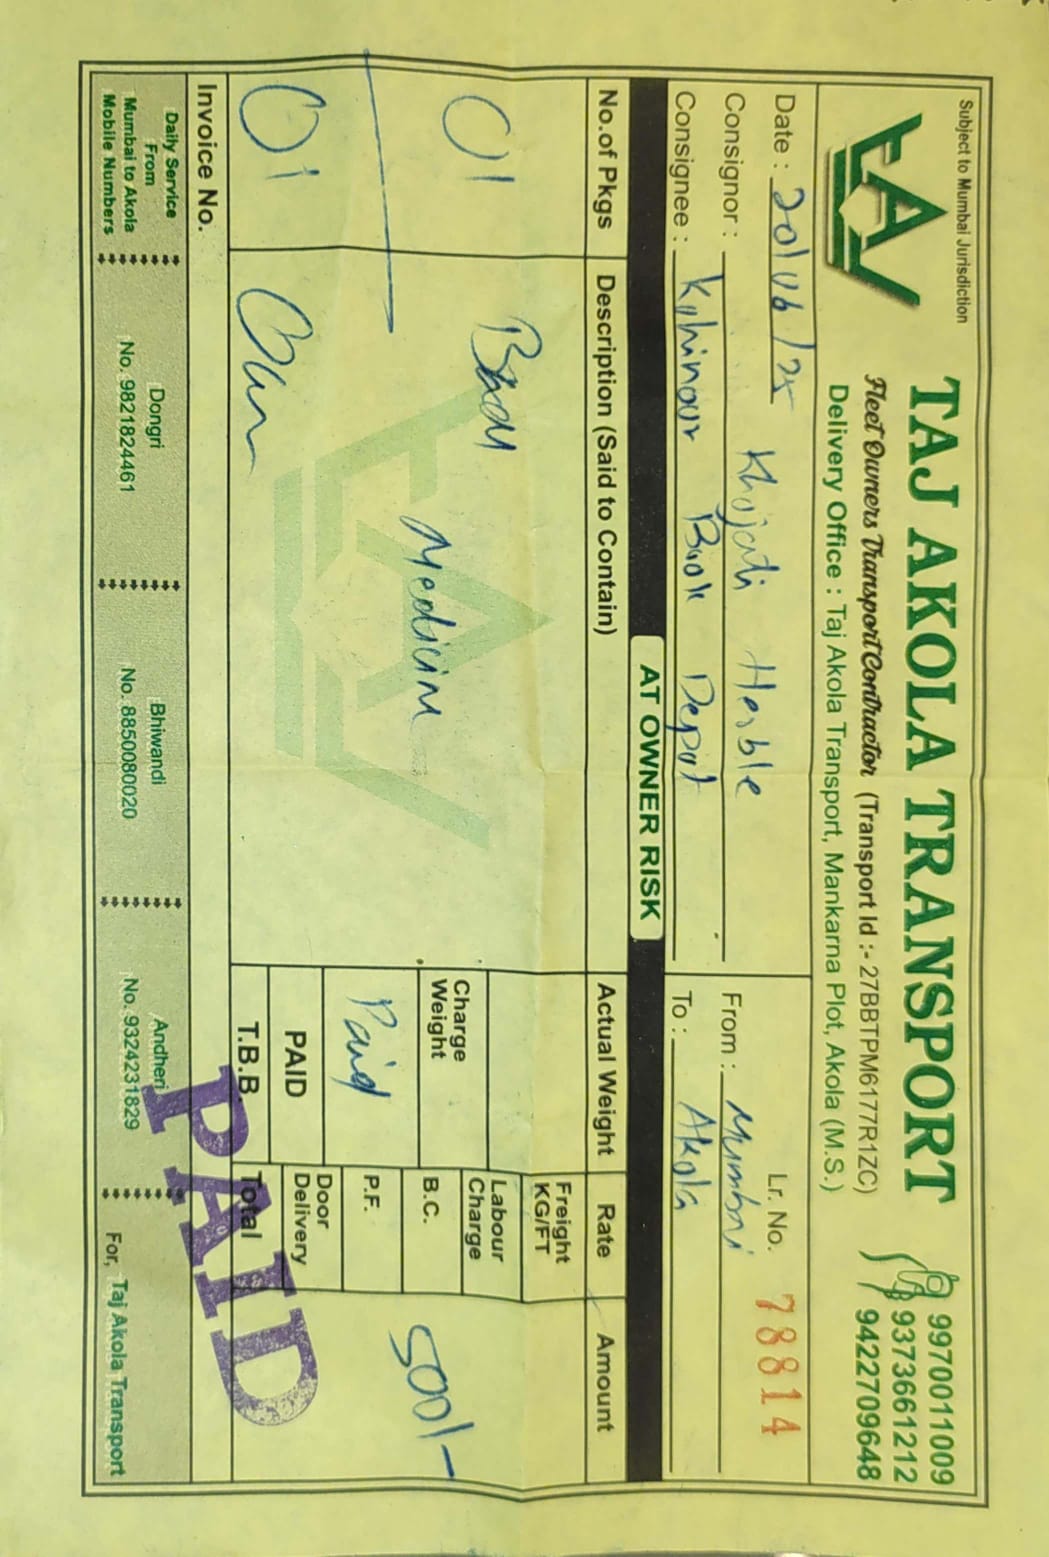 Subject to Mumbai Jurisdiction
TAJ AKOLA TRANSPORT
Fleet Owners Transport Contractor (Transport Id :- 27BBTPM6177R1ZC)
Delivery Office : Taj Akola Transport, Mankarna Plot, Akola (M.S.)
9970011009
9373661212
9422709648
Date : 20/06/25
Lr. No. 78814
Consignor : Khojati Herble
From : Mumbai
Consignee : Kohinour Book Depot
To : Akola
AT OWNER RISK
No.of Pkgs
Description (Said to Contain)
Actual Weight
Rate
Amount
01
Medicine
01
Charge Weight
Paid
PAID
T.B.B.
Freight KG/FT
Labour Charge
B.C.
P.F.
Door Delivery
Total
500/-
PAID
Invoice No.
Daily Service From Mumbai to Akola Mobile Numbers
Dongri No. 9821824461
Bhiwandi No. 8850080020
Andheri No. 9324231829
For, Taj Akola Transport